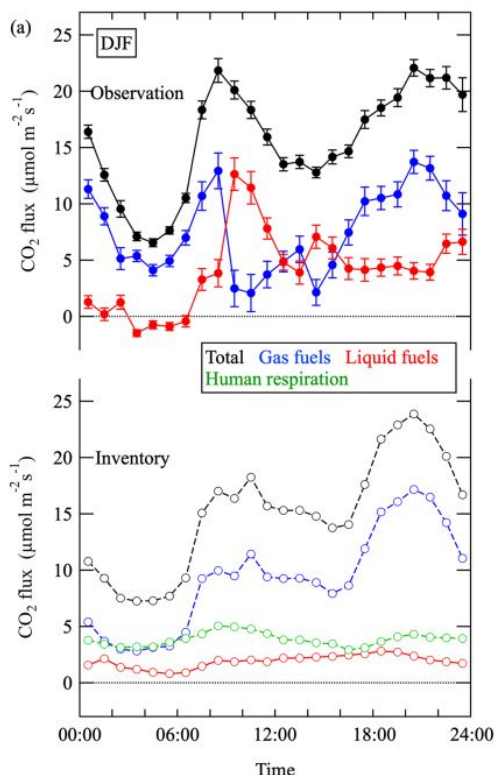 (a)
DJF
Observation
25
20
15
10
5
0
CO₂ flux (μmol m⁻² s⁻¹)
Total Gas fuels Liquid fuels
Human respiration
Inventory
25
20
15
10
5
0
CO₂ flux (μmol m⁻² s⁻¹)
00:00 06:00 12:00 18:00 24:00
Time